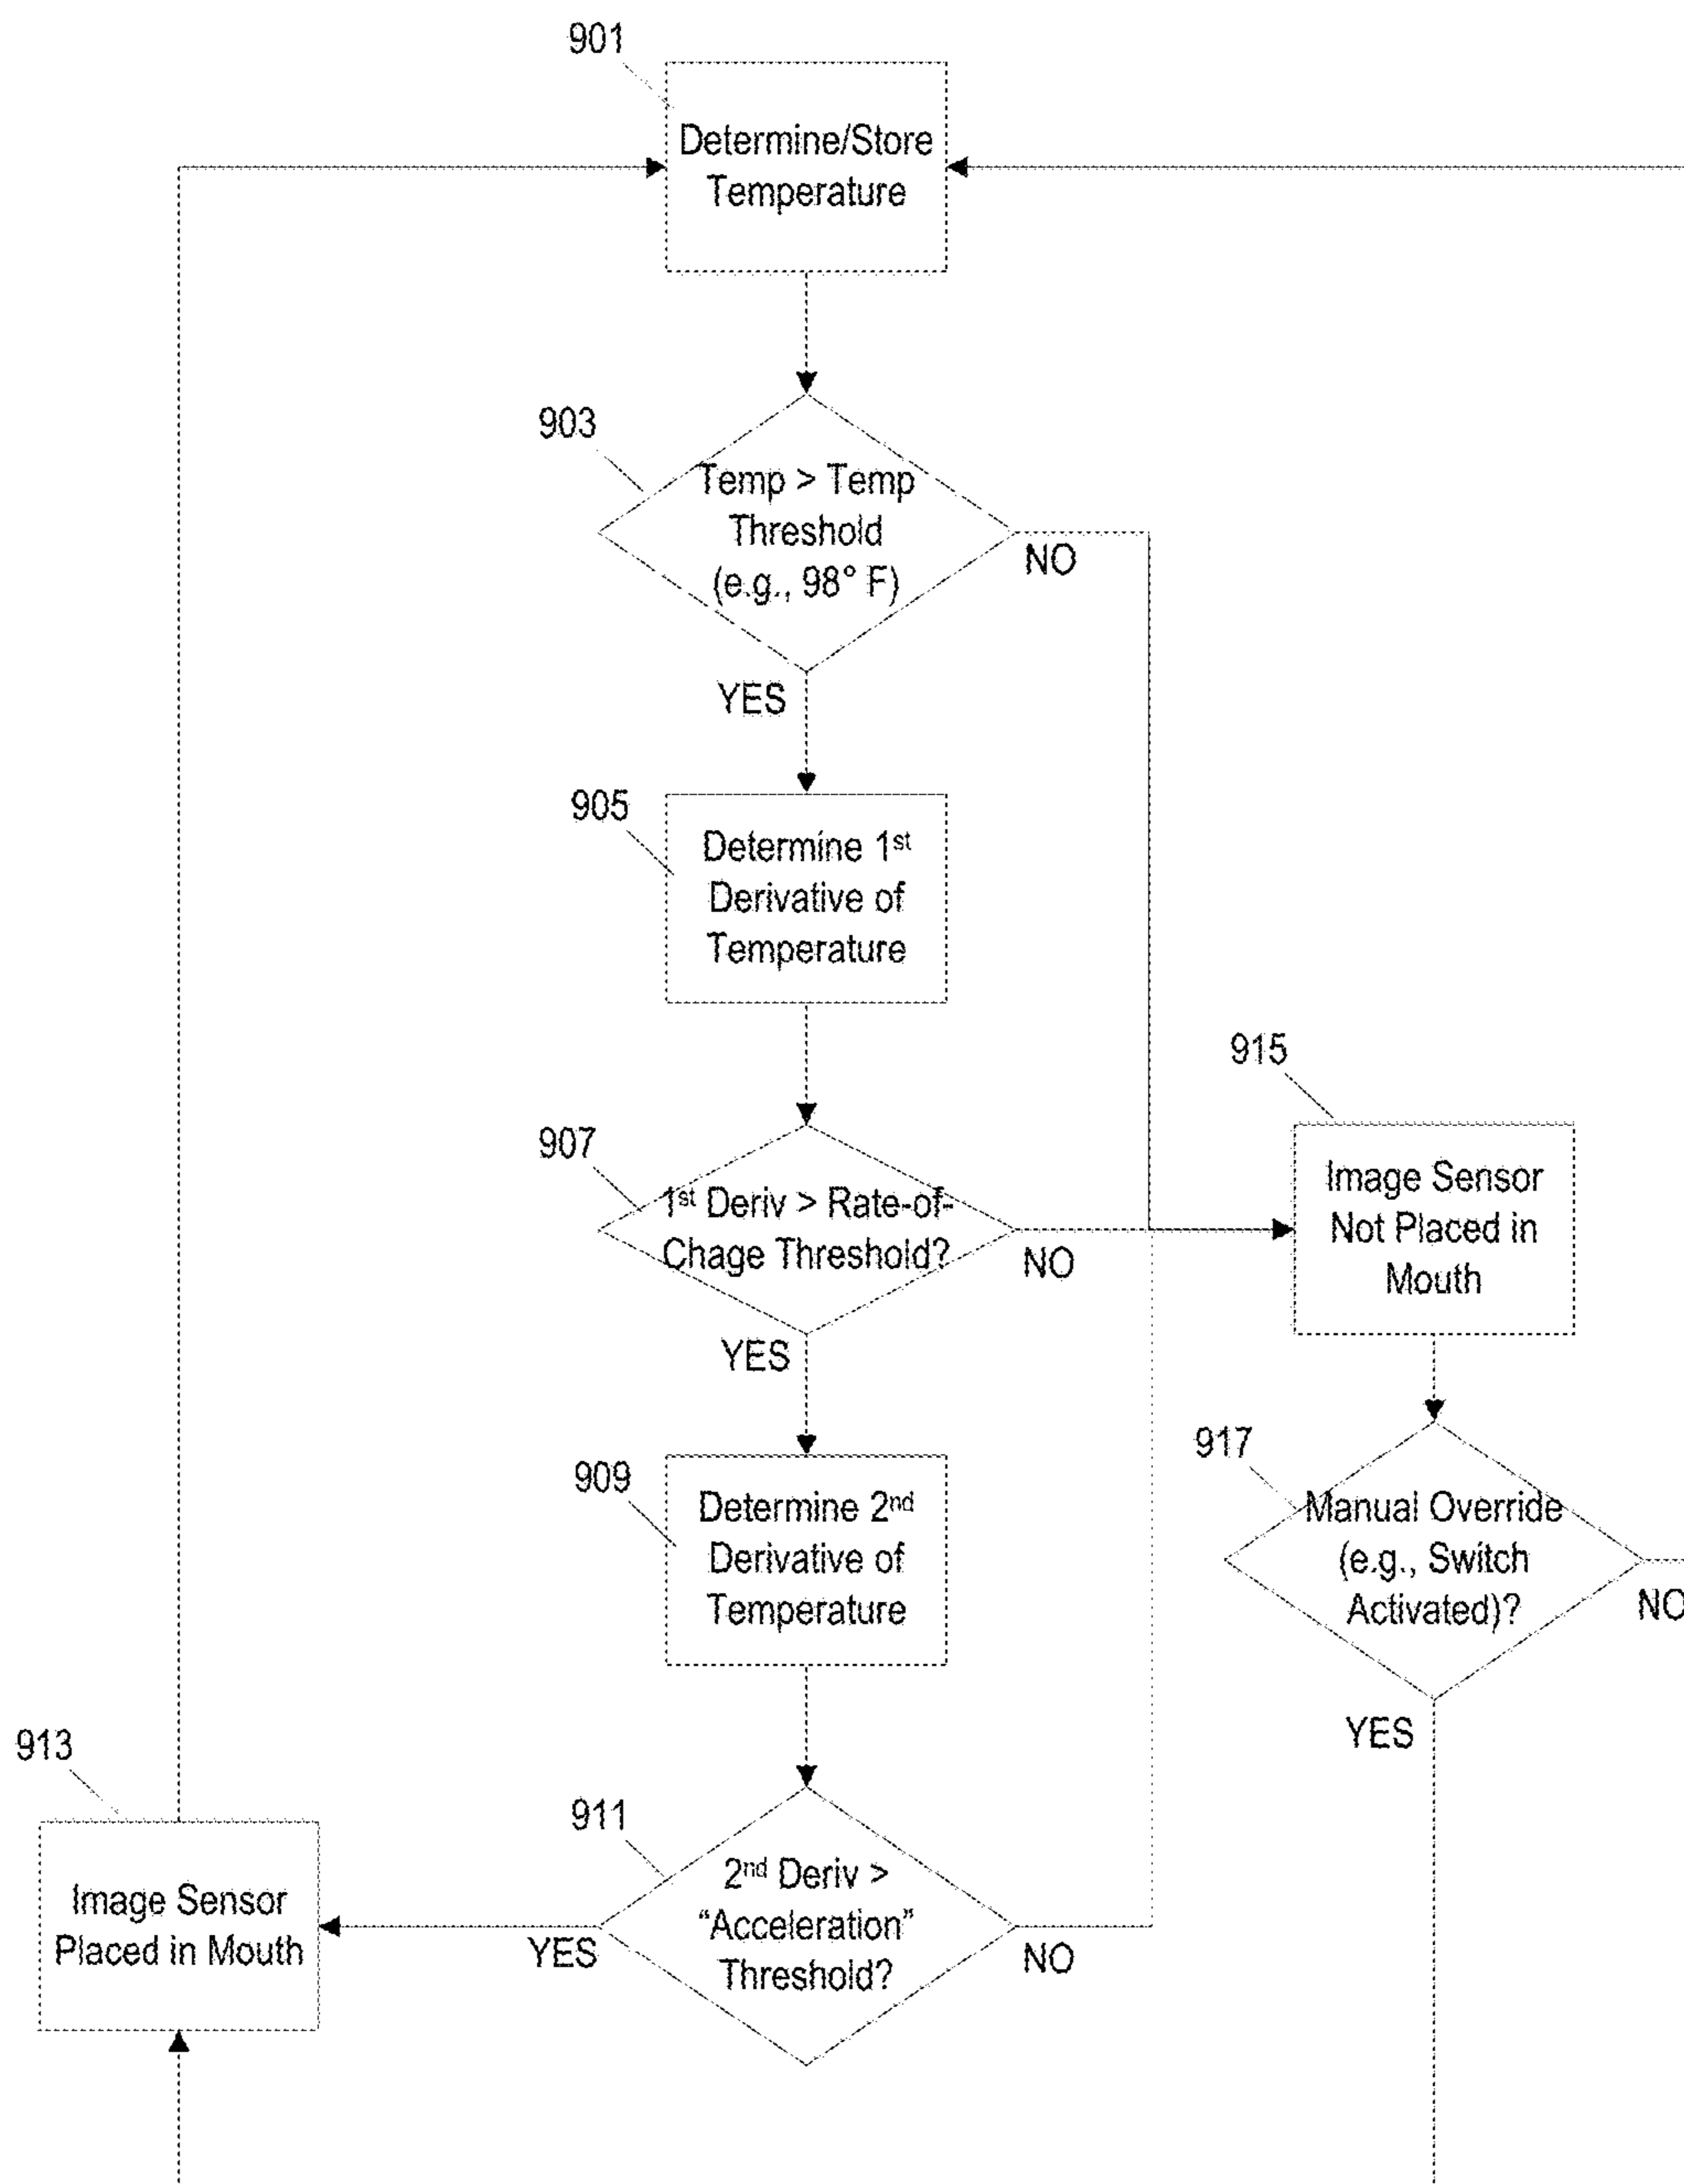 901
Determine/Store
Temperature
903
Temp > Temp
Threshold
(e.g., 98° F)
NO
YES
905
Determine 1st
Derivative of
Temperature
907
1st Deriv > Rate-of-
Chage Threshold?
NO
YES
915
Image Sensor
Not Placed in
Mouth
909
Determine 2nd
Derivative of
Temperature
917
Manual Override
(e.g., Switch
Activated)?
NO
YES
911
2nd Deriv >
“Acceleration”
Threshold?
YES
NO
913
Image Sensor
Placed in Mouth